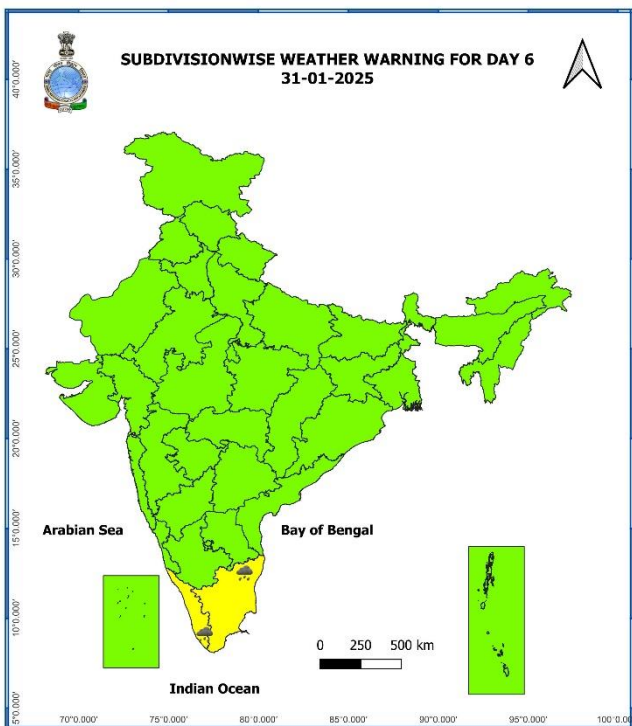 SUBDIVISIONWISE WEATHER WARNING FOR DAY 6
31-01-2025
40°0.000'
35°0.000'
30°0.000'
25°0.000'
20°0.000'
15°0.000'
10°0.000'
5°0.000'
Arabian Sea
Bay of Bengal
0 250 500 km
Indian Ocean
70°0.000' 75°0.000' 80°0.000' 85°0.000' 90°0.000' 95°0.000' 100°0.0